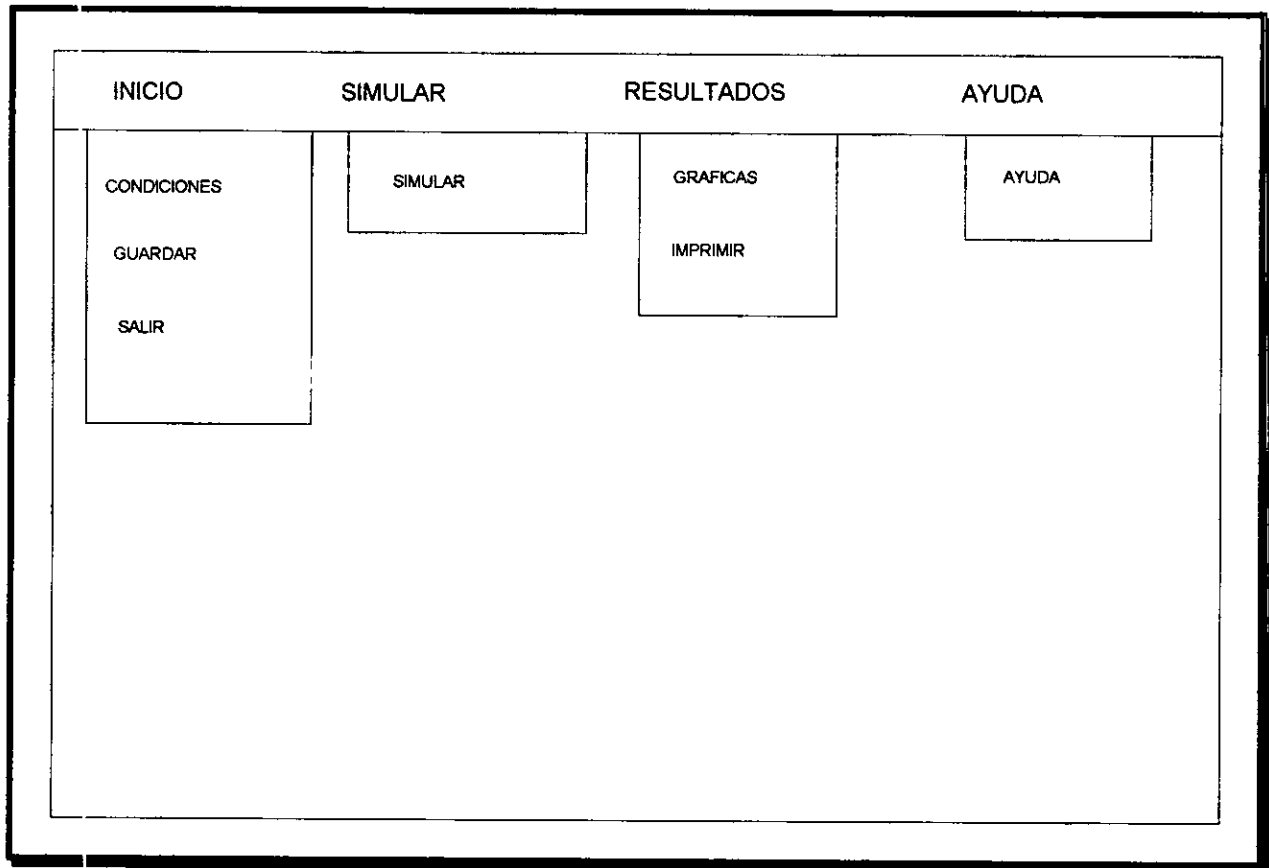 INICIO SIMULAR RESULTADOS AYUDA
CONDICIONES
GUARDAR
SALIR
SIMULAR
GRAFICAS
IMPRIMIR
AYUDA